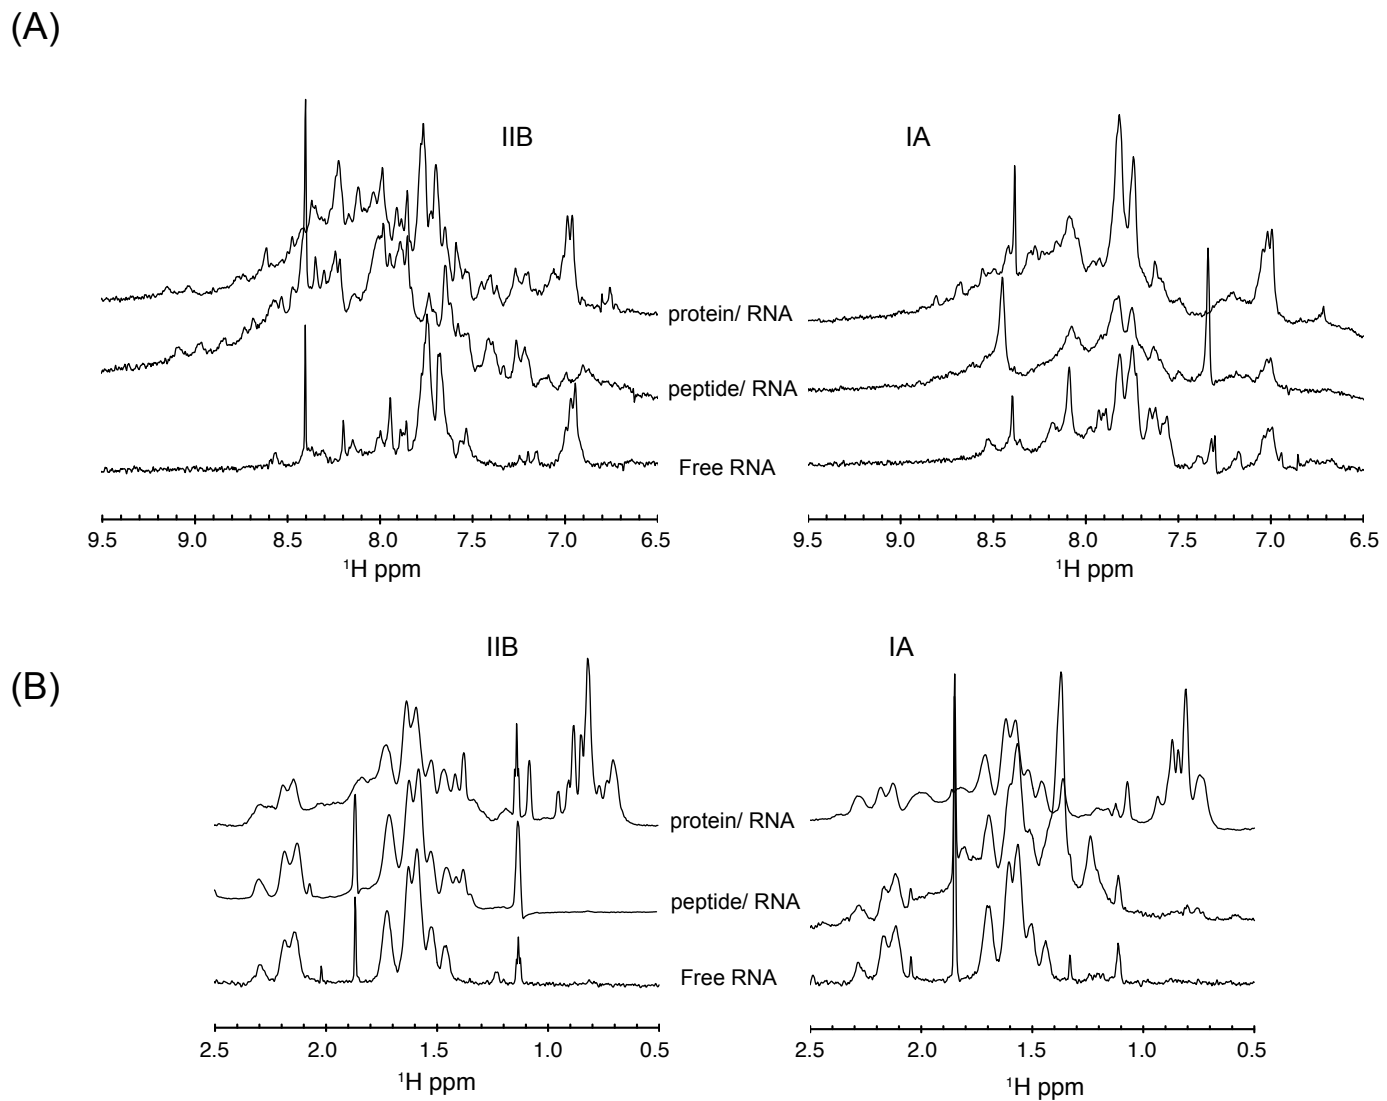 (A)
IIB IA
protein/ RNA
peptide/ RNA
Free RNA
9.5 9.0 8.5 8.0 7.5 7.0 6.5 9.5 9.0 8.5 8.0 7.5 7.0 6.5
¹H ppm ¹H ppm
IIB IA
(B)
protein/ RNA
peptide/ RNA
Free RNA
2.5 2.0 1.5 1.0 0.5 2.5 2.0 1.5 1.0 0.5
¹H ppm ¹H ppm